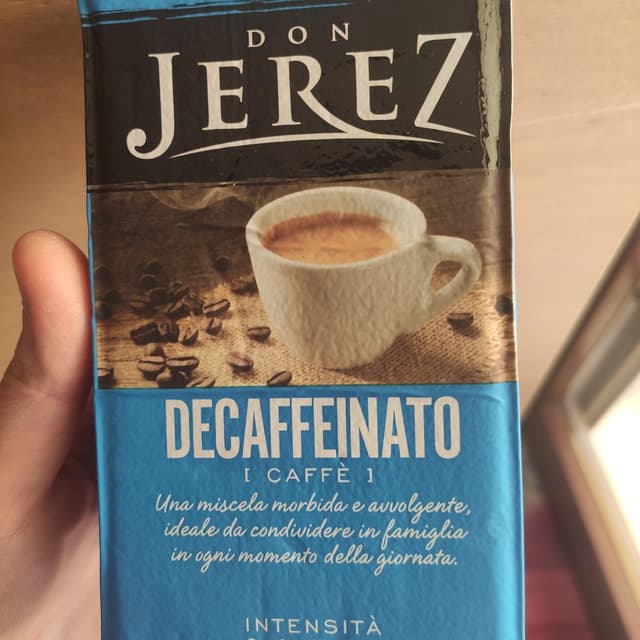 DON
JEREZ
DECAFFEINATO
[ CAFFÈ ]
Una miscela morbida e avvolgente,
ideale da condividere in famiglia
in ogni momento della giornata.
INTENSITÀ